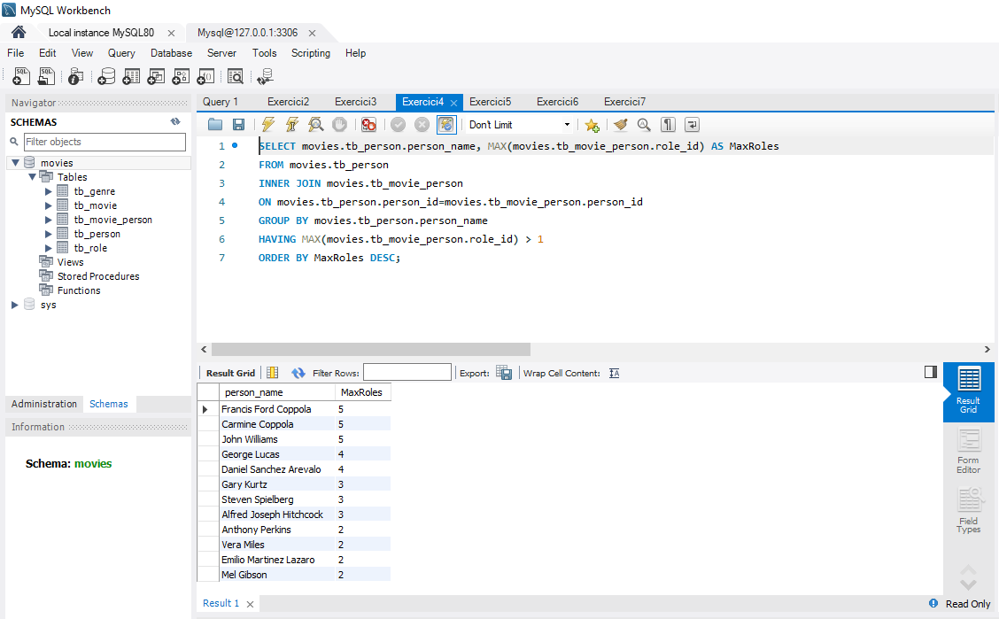 MySQL Workbench
Local instance MySQL80 Mysql@127.0.0.1:3306
File Edit View Query Database Server Tools Scripting Help
Navigator
SCHEMAS
Filter objects
movies
Tables
tb_genre
tb_movie
tb_movie_person
tb_person
tb_role
Views
Stored Procedures
Functions
sys
Administration Schemas
Information
Schema: movies
Query 1 Exercici2 Exercici3 Exercici4 Exercici5 Exercici6 Exercici7
Don't Limit
1 SELECT movies.tb_person.person_name, MAX(movies.tb_movie_person.role_id) AS MaxRoles
2 FROM movies.tb_person
3 INNER JOIN movies.tb_movie_person
4 ON movies.tb_person.person_id=movies.tb_movie_person.person_id
5 GROUP BY movies.tb_person.person_name
6 HAVING MAX(movies.tb_movie_person.role_id) > 1
7 ORDER BY MaxRoles DESC;
Result Grid Filter Rows: Export: Wrap Cell Content:
person_name MaxRoles
Francis Ford Coppola 5
Carmine Coppola 5
John Williams 5
George Lucas 4
Daniel Sanchez Arevalo 4
Gary Kurtz 3
Steven Spielberg 3
Alfred Joseph Hitchcock 3
Anthony Perkins 2
Vera Miles 2
Emilio Martinez Lazaro 2
Mel Gibson 2
Result
Grid
Form
Editor
Field
Types
Result 1
Read Only